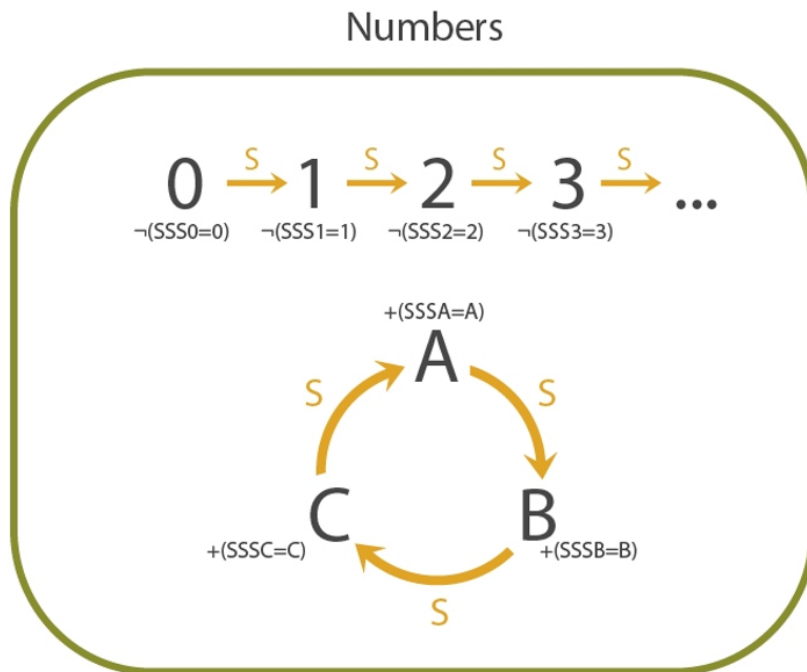 Numbers
0 S 1 S 2 S 3 S ...
¬(SSS0=0) ¬(SSS1=1) ¬(SSS2=2) ¬(SSS3=3)
+(SSSA=A)
A
S S
C B
+(SSSC=C) +(SSSB=B)
S